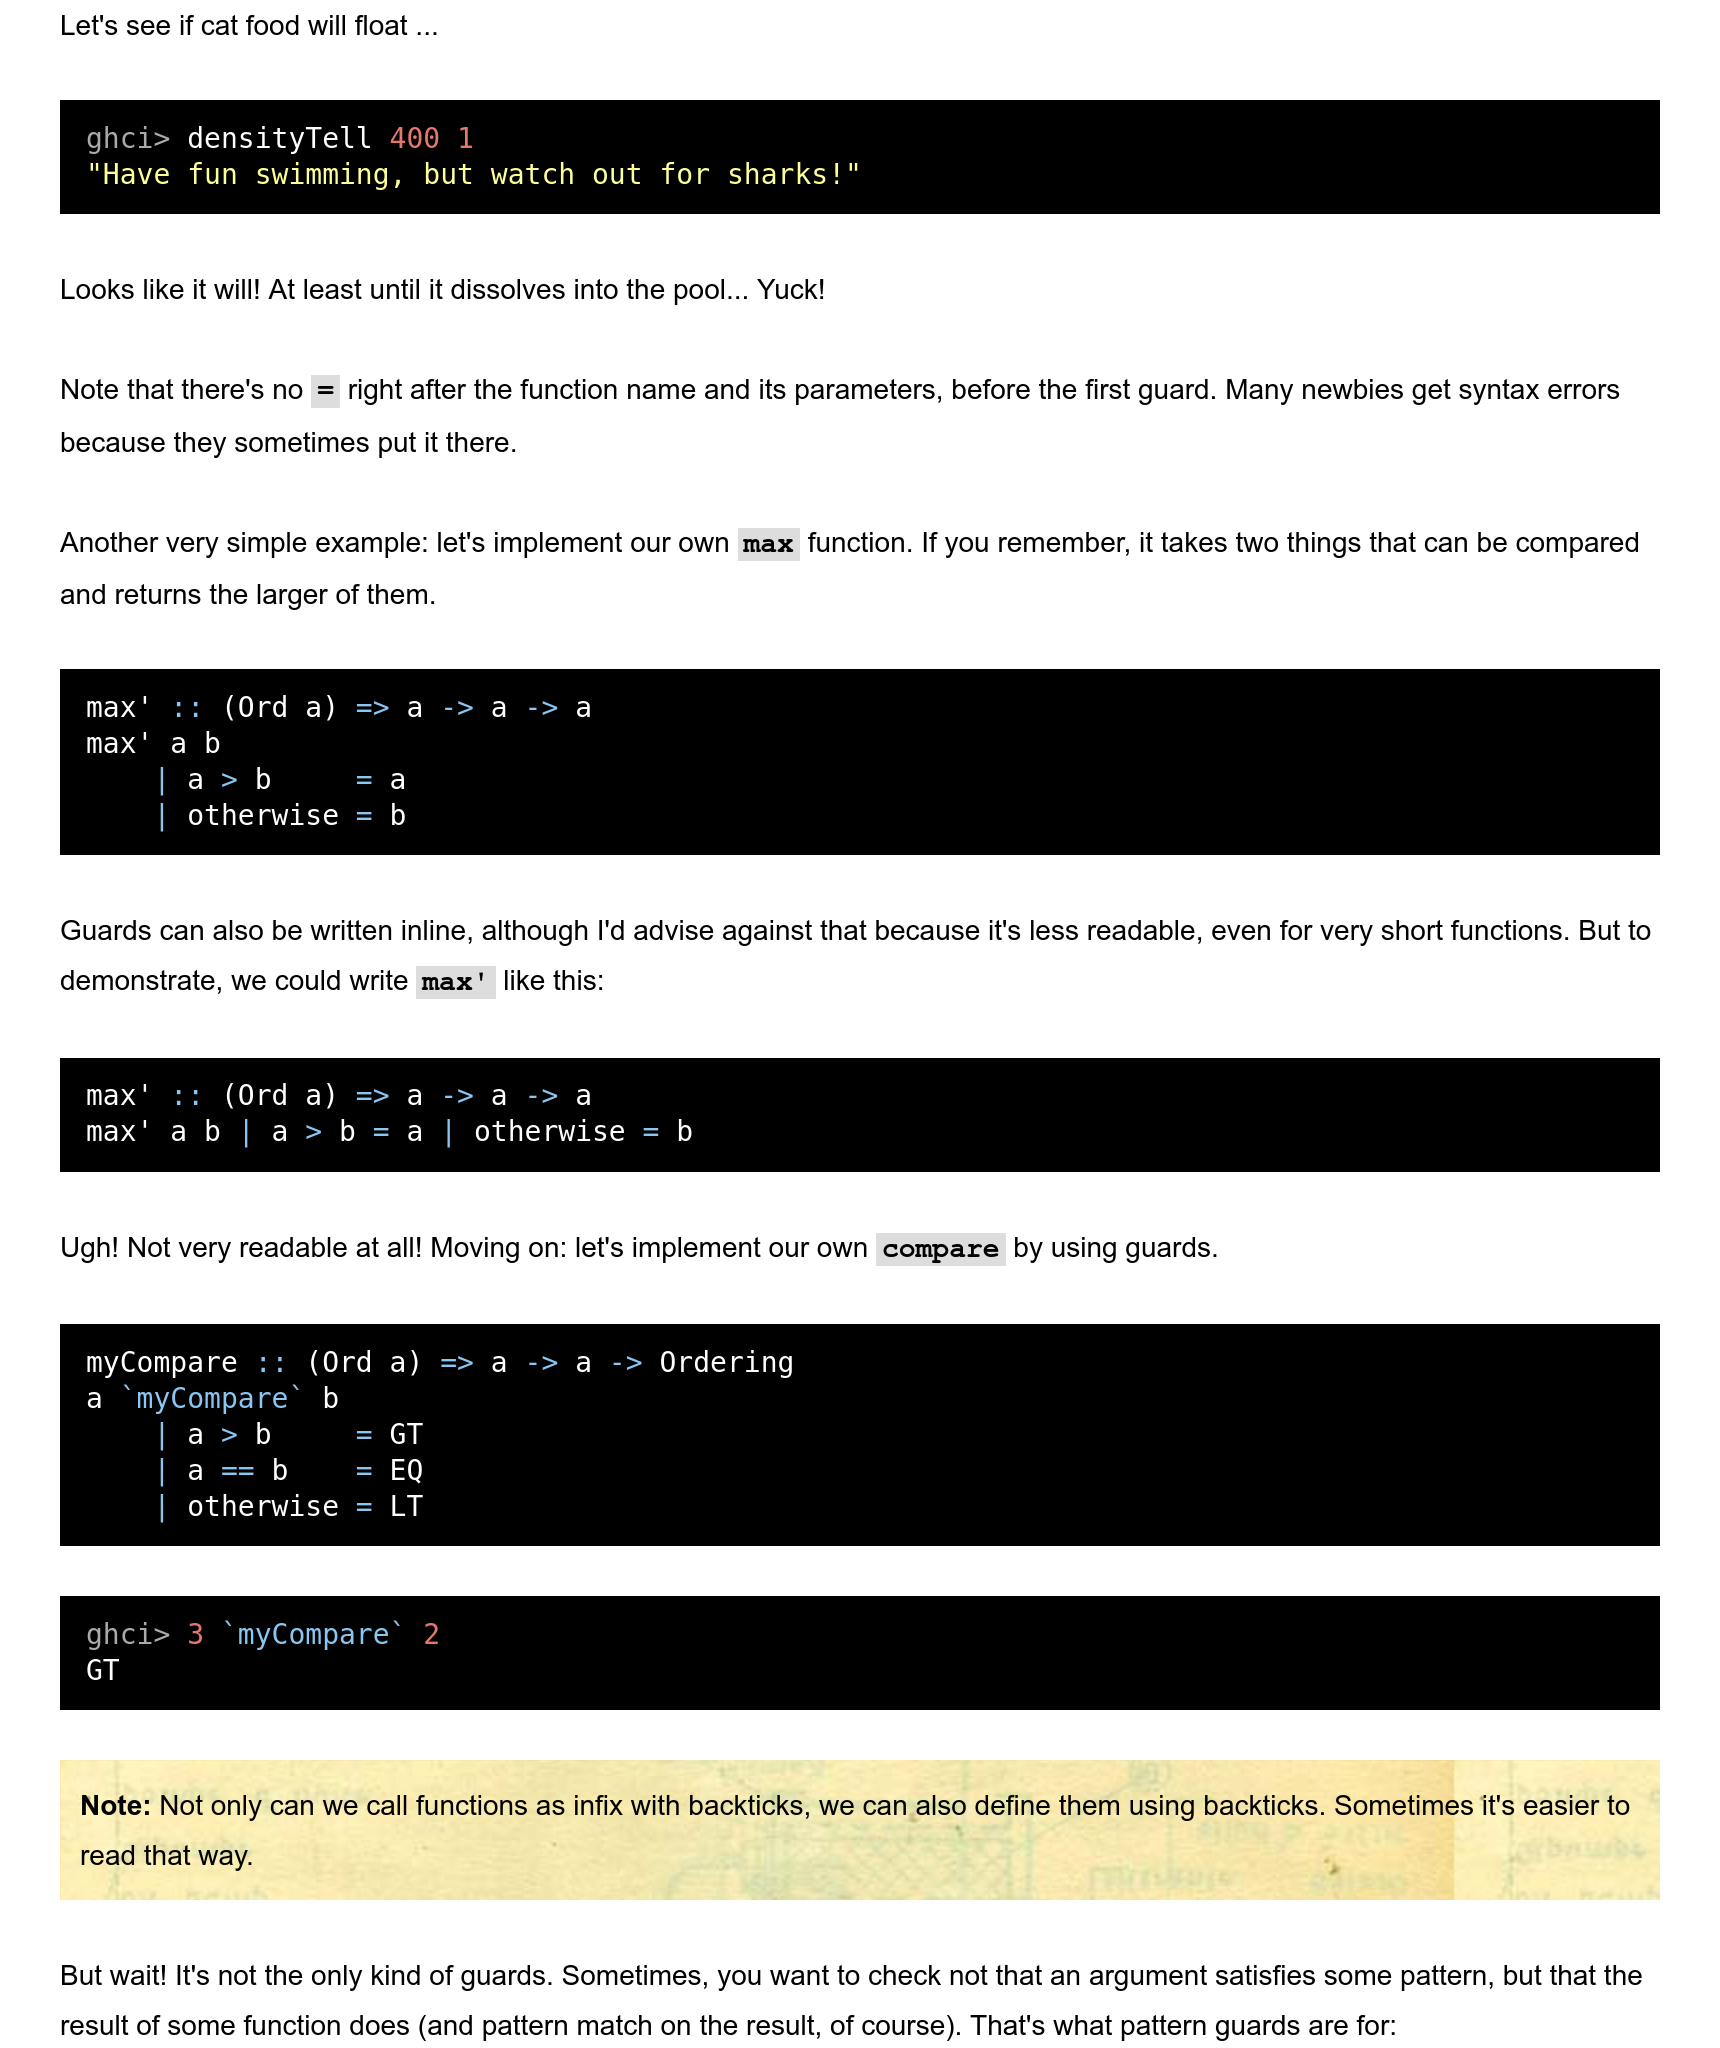 Let's see if cat food will float ...
ghci> densityTell 400 1
"Have fun swimming, but watch out for sharks!"
Looks like it will! At least until it dissolves into the pool... Yuck!
Note that there's no = right after the function name and its parameters, before the first guard. Many newbies get syntax errors
because they sometimes put it there.
Another very simple example: let's implement our own max function. If you remember, it takes two things that can be compared
and returns the larger of them.
max' :: (Ord a) => a -> a -> a
max' a b
    | a > b     = a
    | otherwise = b
Guards can also be written inline, although I'd advise against that because it's less readable, even for very short functions. But to
demonstrate, we could write max' like this:
max' :: (Ord a) => a -> a -> a
max' a b | a > b = a | otherwise = b
Ugh! Not very readable at all! Moving on: let's implement our own compare by using guards.
myCompare :: (Ord a) => a -> a -> Ordering
a `myCompare` b
    | a > b     = GT
    | a == b    = EQ
    | otherwise = LT
ghci> 3 `myCompare` 2
GT
Note: Not only can we call functions as infix with backticks, we can also define them using backticks. Sometimes it's easier to
read that way.
But wait! It's not the only kind of guards. Sometimes, you want to check not that an argument satisfies some pattern, but that the
result of some function does (and pattern match on the result, of course). That's what pattern guards are for: